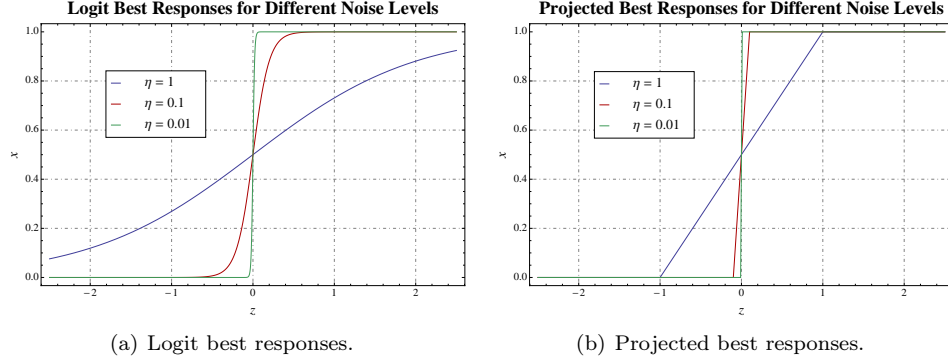 Logit Best Responses for Different Noise Levels
1.0
0.8
0.6
0.4
0.2
0.0
x
η = 1
η = 0.1
η = 0.01
-2
-1
0
1
2
z
(a) Logit best responses.
Projected Best Responses for Different Noise Levels
1.0
0.8
0.6
0.4
0.2
0.0
x
η = 1
η = 0.1
η = 0.01
-2
-1
0
1
2
z
(b) Projected best responses.